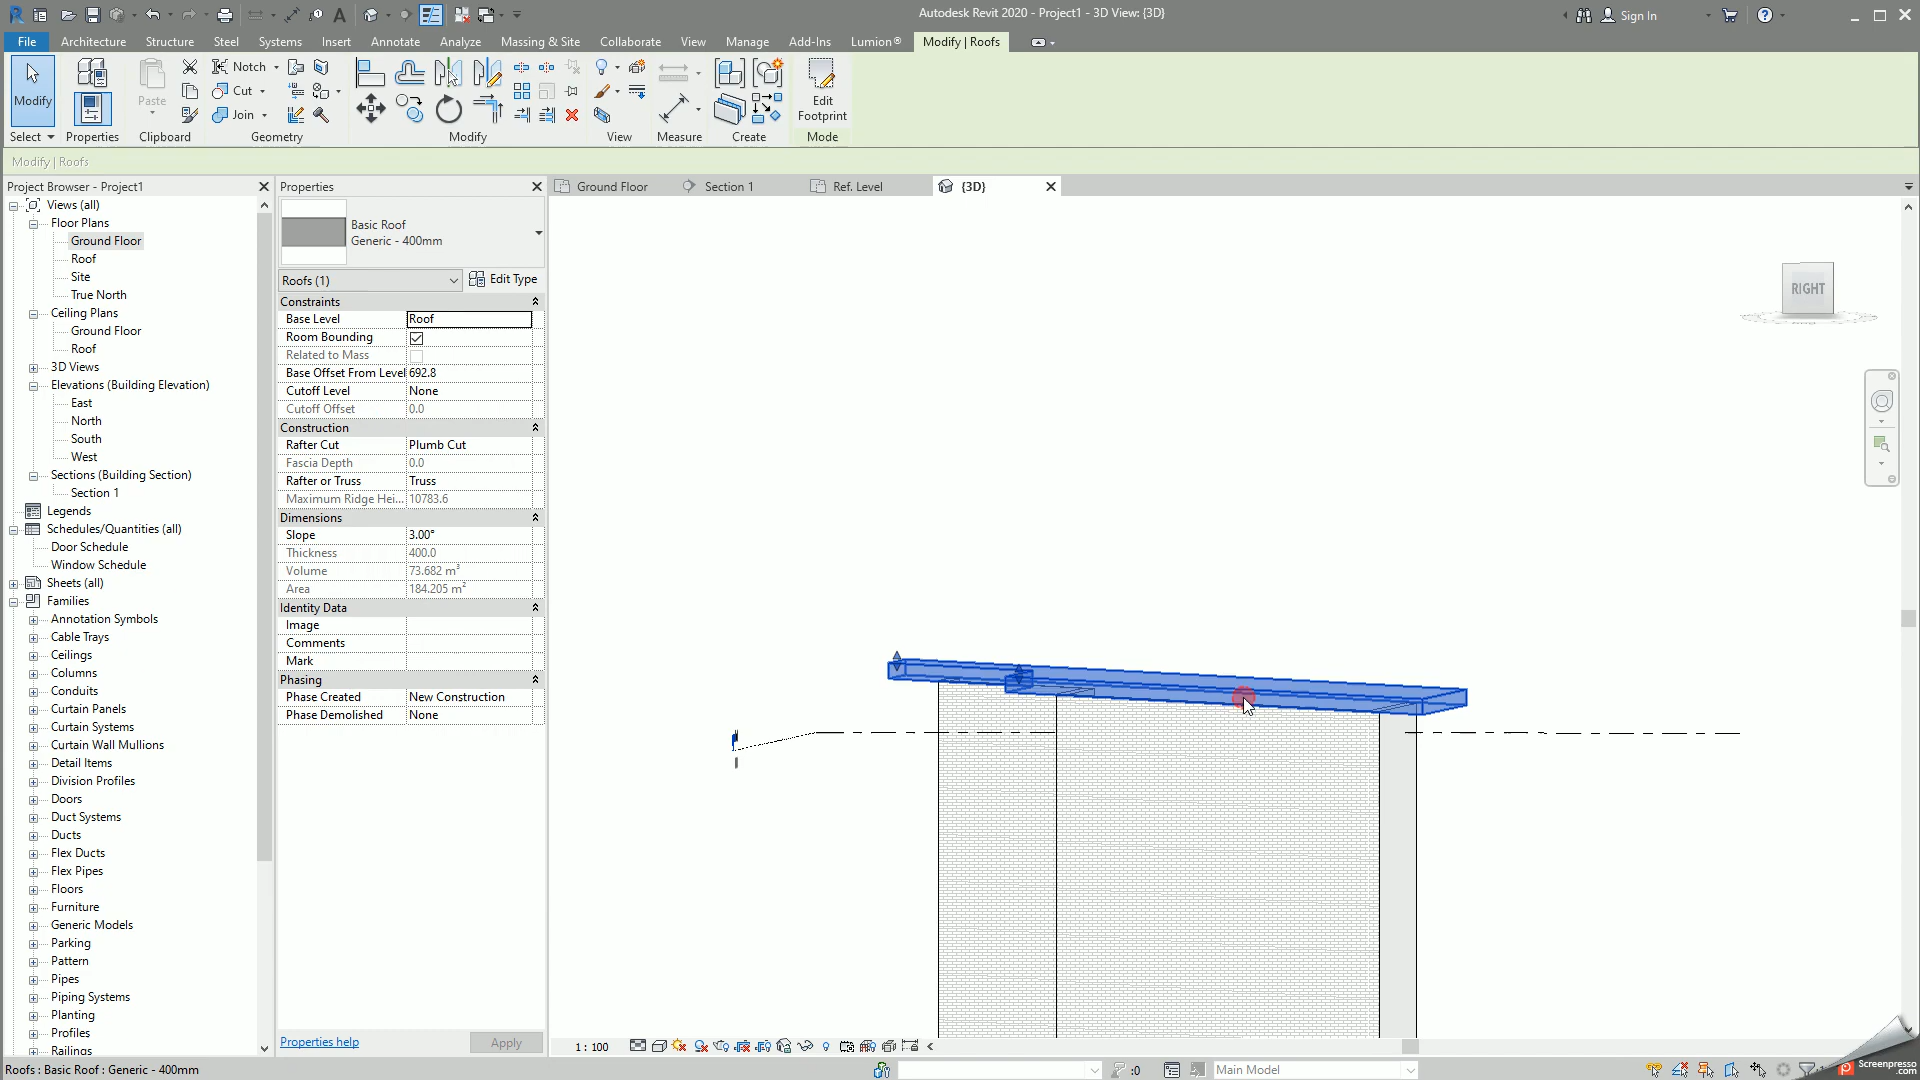 Autodesk Revit 2020 - Project1 - 3D View: {3D}
Sign In
File Architecture Structure Steel Systems Insert Annotate Analyze Massing & Site Collaborate View Manage Add-Ins Lumion® Modify | Roofs
Modify
Paste
Notch
Cut
Join
Edit
Footprint
Select Properties Clipboard Geometry Modify View Measure Create Mode
Modify | Roofs
Project Browser - Project1
Views (all)
Floor Plans
Ground Floor
Roof
Site
True North
Ceiling Plans
Ground Floor
Roof
3D Views
Elevations (Building Elevation)
East
North
South
West
Sections (Building Section)
Section 1
Legends
Schedules/Quantities (all)
Door Schedule
Window Schedule
Sheets (all)
Families
Annotation Symbols
Cable Trays
Ceilings
Columns
Conduits
Curtain Panels
Curtain Systems
Curtain Wall Mullions
Detail Items
Division Profiles
Doors
Duct Systems
Ducts
Flex Ducts
Flex Pipes
Floors
Furniture
Generic Models
Parking
Pattern
Pipes
Piping Systems
Planting
Profiles
Railings
Properties
Basic Roof
Generic - 400mm
Roofs (1)
Edit Type
Constraints
Base Level Roof
Room Bounding
Related to Mass
Base Offset From Level 692.8
Cutoff Level None
Cutoff Offset 0.0
Construction
Rafter Cut Plumb Cut
Fascia Depth 0.0
Rafter or Truss Truss
Maximum Ridge Hei... 10783.6
Dimensions
Slope 3.00°
Thickness 400.0
Volume 73.682 m³
Area 184.205 m²
Identity Data
Image
Comments
Mark
Phasing
Phase Created New Construction
Phase Demolished None
Properties help
Apply
Ground Floor Section 1 Ref. Level {3D}
RIGHT
1 : 100
Roofs : Basic Roof : Generic - 400mm
:0
Main Model
Screenpresso
.com